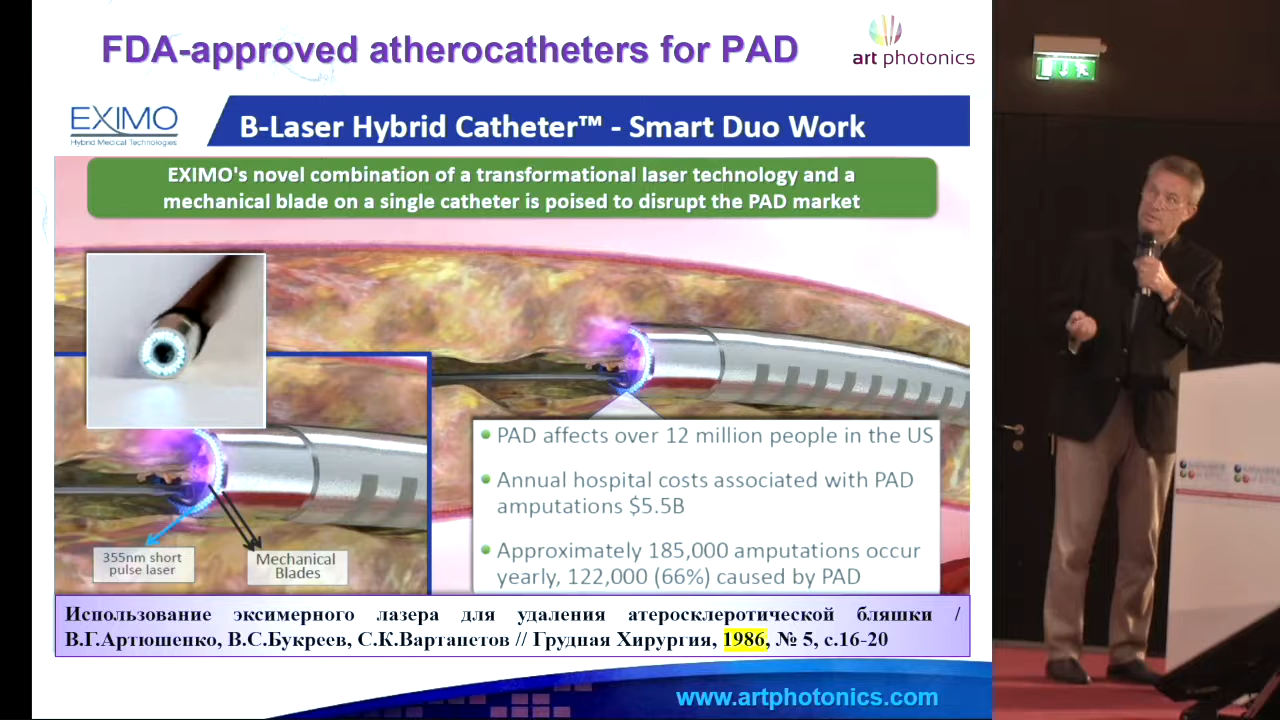 FDA-approved atherocatheters for PAD
art photonics
EXIMO
Hybrid Medical Technologies
B-Laser Hybrid Catheter™ - Smart Duo Work
EXIMO's novel combination of a transformational laser technology and a
mechanical blade on a single catheter is poised to disrupt the PAD market
PAD affects over 12 million people in the US
Annual hospital costs associated with PAD
amputations $5.5B
Approximately 185,000 amputations occur
yearly, 122,000 (66%) caused by PAD
355nm short
pulse laser
Mechanical
Blades
Использование эксимерного лазера для удаления атеросклеротической бляшки /
В.Г.Артюшенко, В.С.Букреев, С.К.Вартапетов // Грудная Хирургия, 1986, № 5, с.16-20
www.artphotonics.com